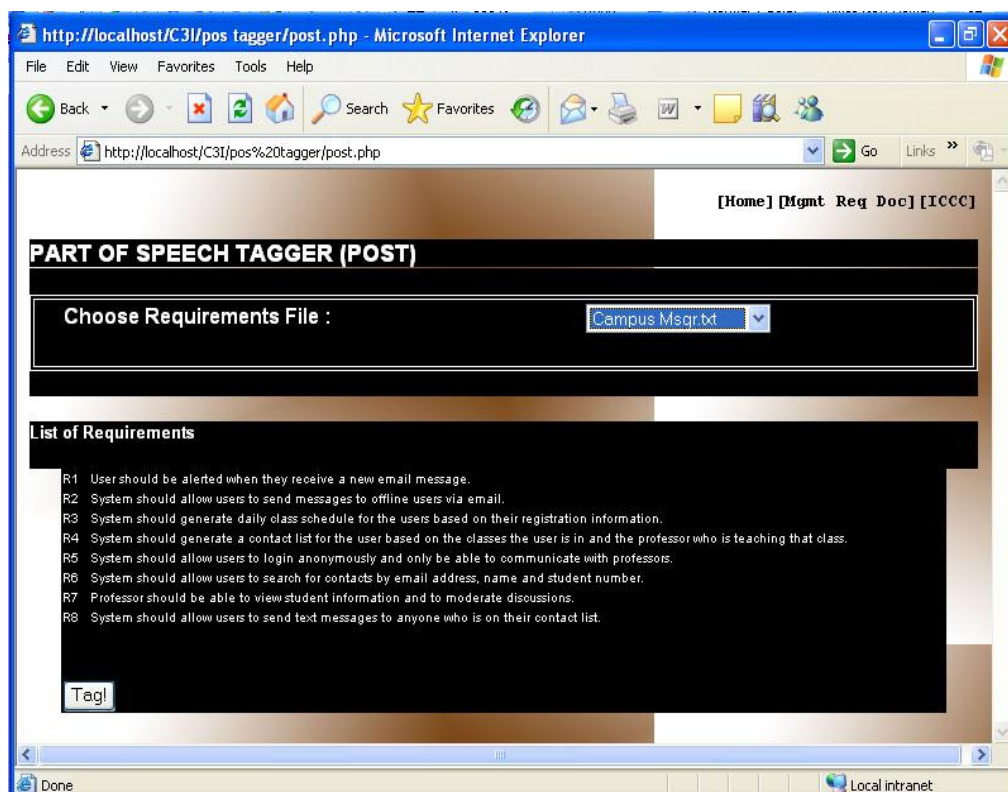 http://localhost/C3I/pos tagger/post.php - Microsoft Internet Explorer
File Edit View Favorites Tools Help
Back Search Favorites
Address http://localhost/C3I/pos%20tagger/post.php Go Links »
[Home] [Mgmt Req Doc] [ICCC]
PART OF SPEECH TAGGER (POST)
Choose Requirements File : Campus Msgr.txt
List of Requirements
R1 User should be alerted when they receive a new email message.
R2 System should allow users to send messages to offline users via email.
R3 System should generate daily class schedule for the users based on their registration information.
R4 System should generate a contact list for the user based on the classes the user is in and the professor who is teaching that class.
R5 System should allow users to login anonymously and only be able to communicate with professors.
R6 System should allow users to search for contacts by email address, name and student number.
R7 Professor should be able to view student information and to moderate discussions.
R8 System should allow users to send text messages to anyone who is on their contact list.
Tag!
Done Local intranet